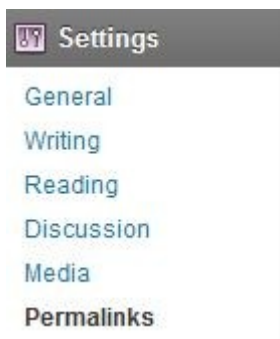 Settings
General
Writing
Reading
Discussion
Media
Permalinks